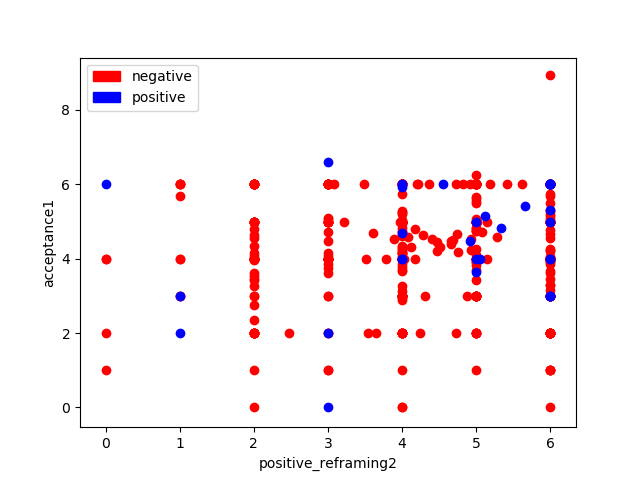 negative
positive
8
6
4
2
0
acceptance1
0 1 2 3 4 5 6
positive_reframing2